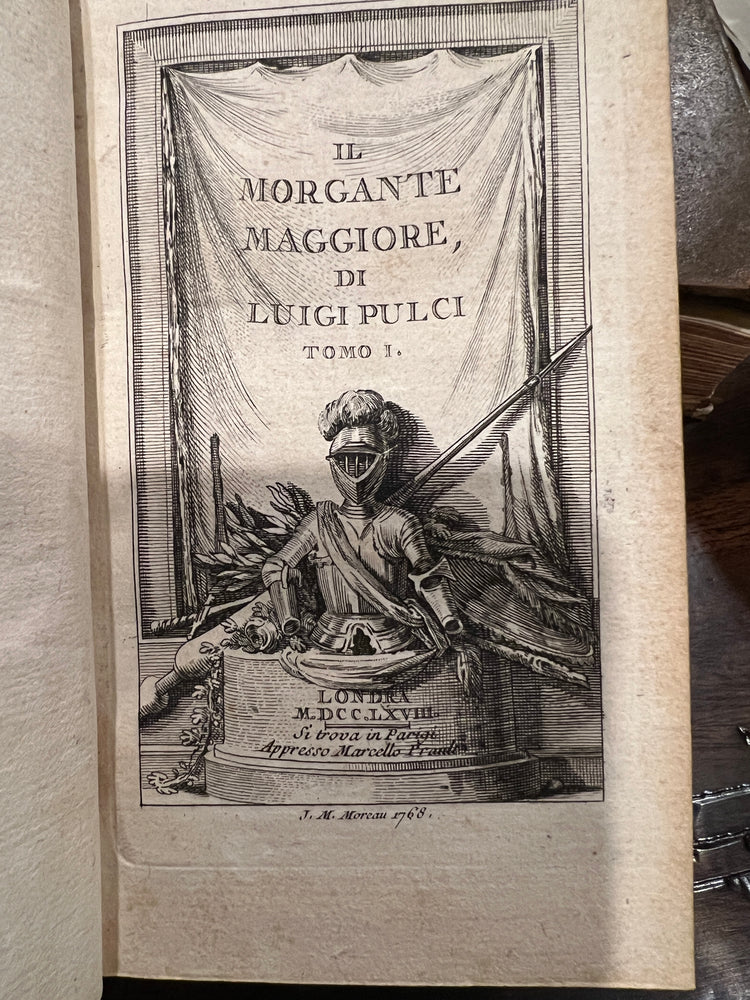 IL
MORGANTE
MAGGIORE,
DI
LUIGI PULCI
TOMO I.
LONDRA
M.DCC.LXVIII.
Si trova in Parigi
Appresso Marcello Prault
J. M. Moreau 1768.